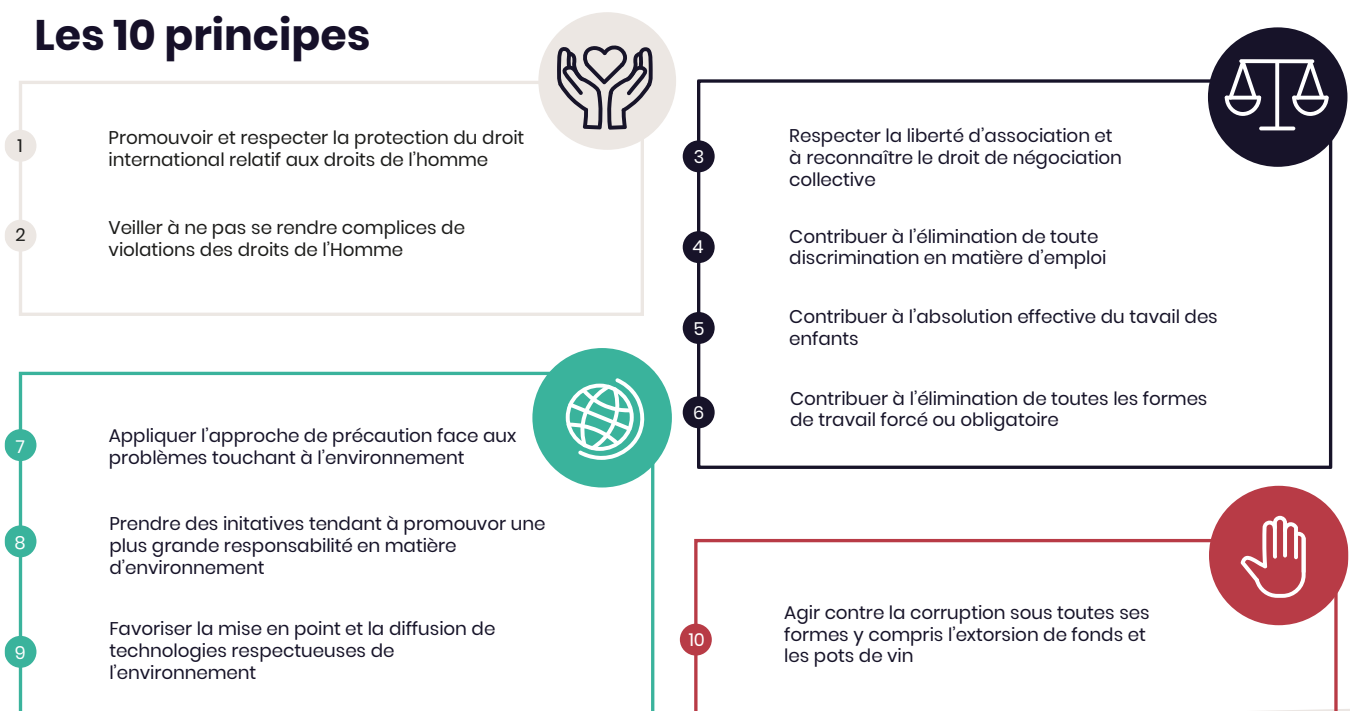 Les 10 principes
1
Promouvoir et respecter la protection du droit
international relatif aux droits de l'homme
2
Veiller à ne pas se rendre complices de
violations des droits de l'Homme
3
Respecter la liberté d'association et
à reconnaître le droit de négociation
collective
4
Contribuer à l'élimination de toute
discrimination en matière d'emploi
5
Contribuer à l'absolution effective du tavail des
enfants
6
Contribuer à l'élimination de toutes les formes
de travail forcé ou obligatoire
7
Appliquer l'approche de précaution face aux
problèmes touchant à l'environnement
8
Prendre des initatives tendant à promouvor une
plus grande responsabilité en matière
d'environnement
9
Favoriser la mise en point et la diffusion de
technologies respectueuses de
l'environnement
10
Agir contre la corruption sous toutes ses
formes y compris l'extorsion de fonds et
les pots de vin